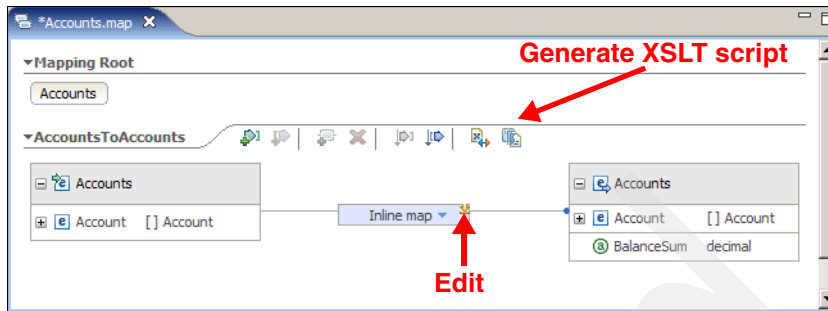 *Accounts.map
Generate XSLT script
Mapping Root
Accounts
AccountsToAccounts
Accounts
Account [ ] Account
Inline map
Accounts
Account [ ] Account
BalanceSum decimal
Edit